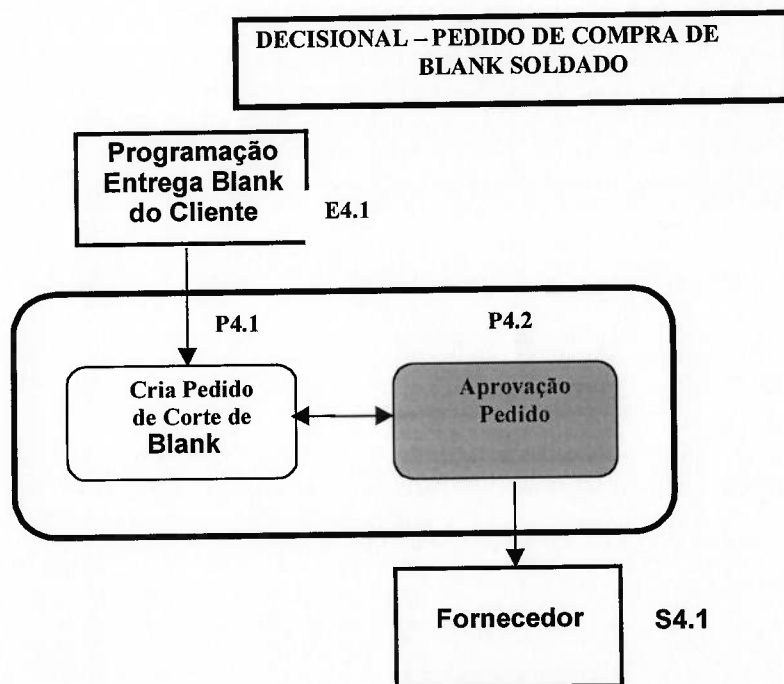 DECISIONAL – PEDIDO DE COMPRA DE
BLANK SOLDADO
Programação
Entrega Blank
do Cliente
E4.1
P4.1
P4.2
Cria Pedido
de Corte de
Blank
Aprovação
Pedido
Fornecedor
S4.1